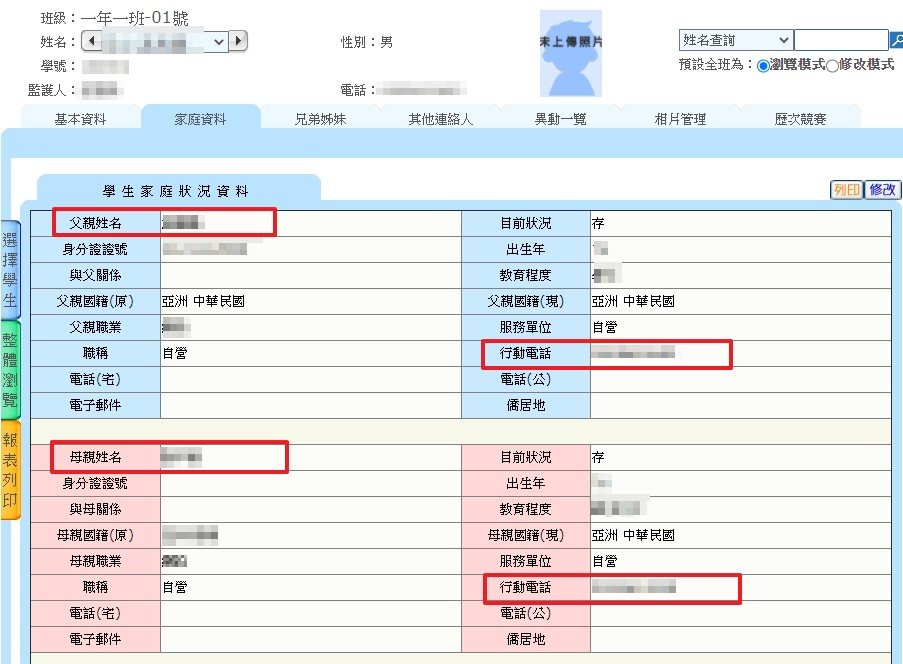 班級：一年一班-01號
姓名：
性別：男
未上傳照片
姓名查詢
學號：
預設全班為：瀏覽模式 修改模式
監護人：
電話：
基本資料 家庭資料 兄弟姊妹 其他連絡人 異動一覽 相片管理 歷次競賽
學生家庭狀況資料
列印 修改
選擇學生
整體瀏覽
報表列印
父親姓名 目前狀況 存
身分證證號 出生年
與父關係 教育程度
父親國籍(原) 亞洲 中華民國 父親國籍(現) 亞洲 中華民國
父親職業 服務單位 自營
職稱 自營 行動電話
電話(宅) 電話(公)
電子郵件 僑居地
母親姓名 目前狀況 存
身分證證號 出生年
與母關係 教育程度
母親國籍(原) 母親國籍(現) 亞洲 中華民國
母親職業 服務單位 自營
職稱 自營 行動電話
電話(宅) 電話(公)
電子郵件 僑居地